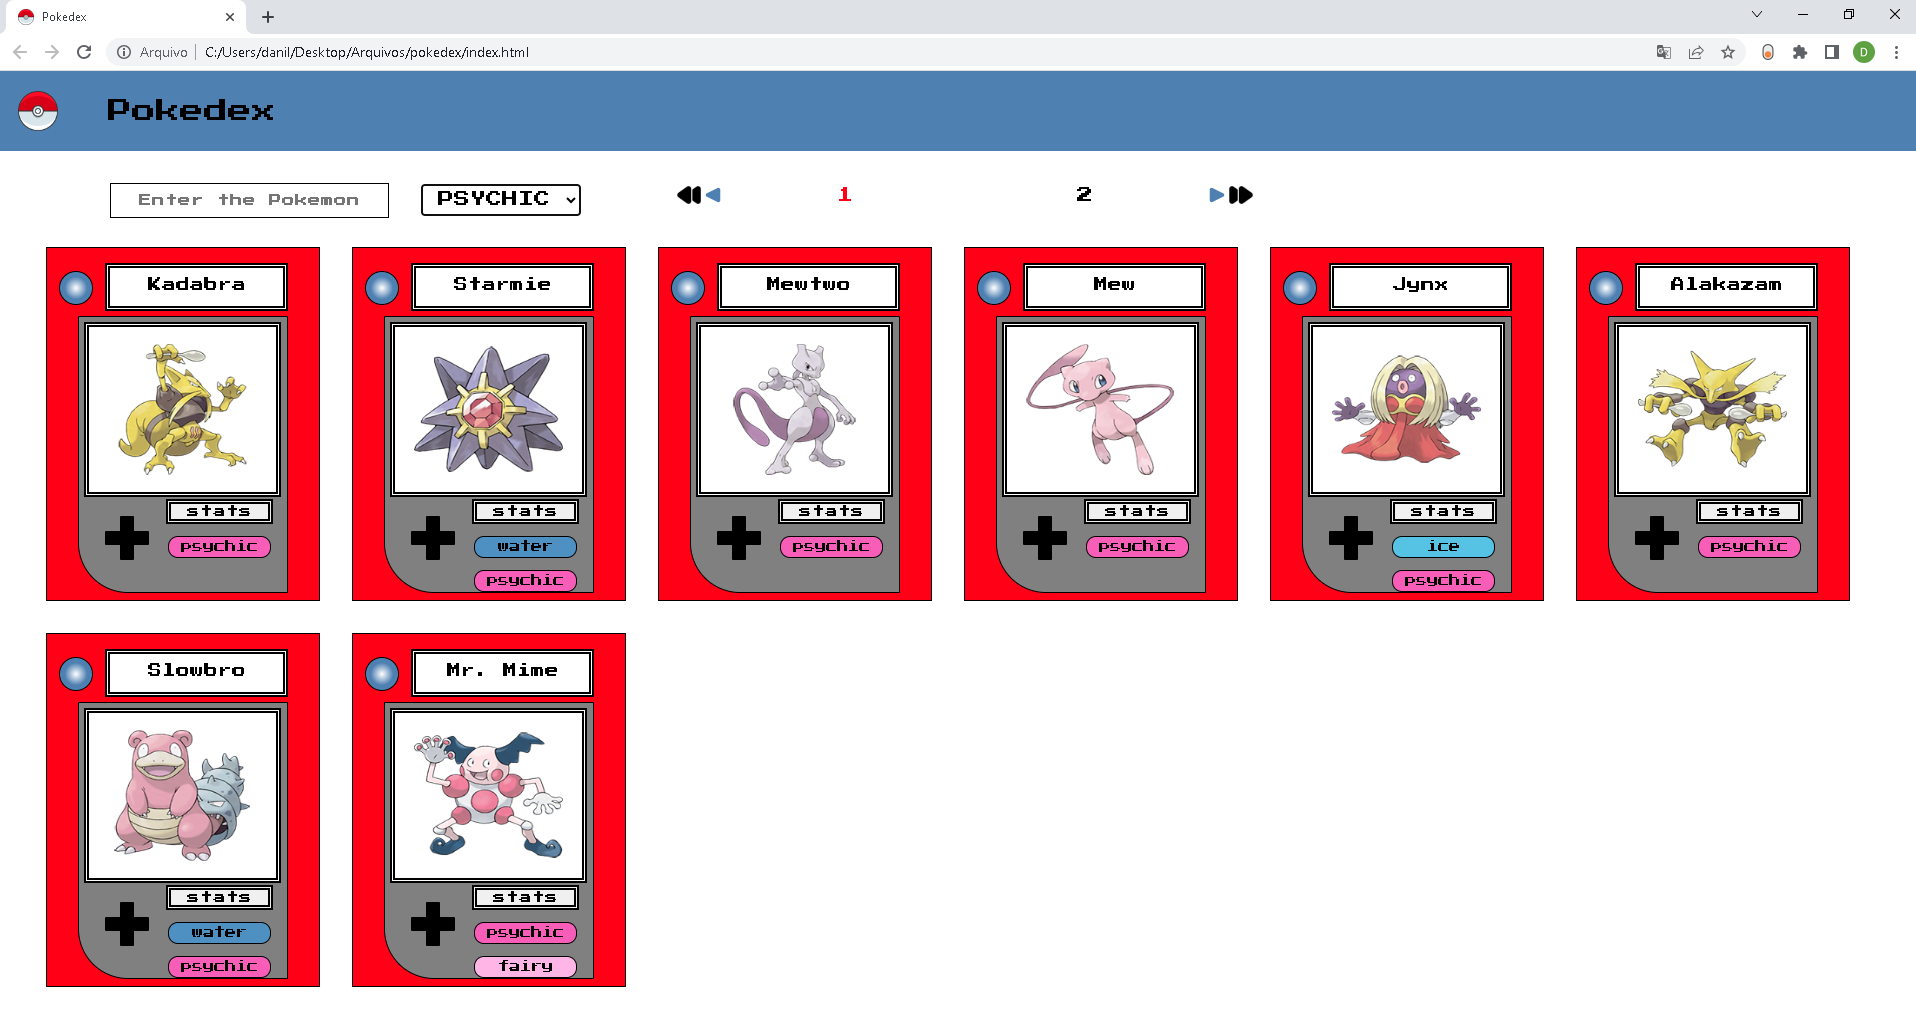 Pokedex
Arquivo C:/Users/danil/Desktop/Arquivos/pokedex/index.html
D
Pokedex
Enter the Pokemon PSYCHIC 1 2
Kadabra Starmie Mewtwo Mew Jynx Alakazam
stats stats stats stats stats stats
psychic water psychic psychic ice psychic
psychic psychic
Slowbro Mr. Mime
stats stats
water psychic
psychic fairy